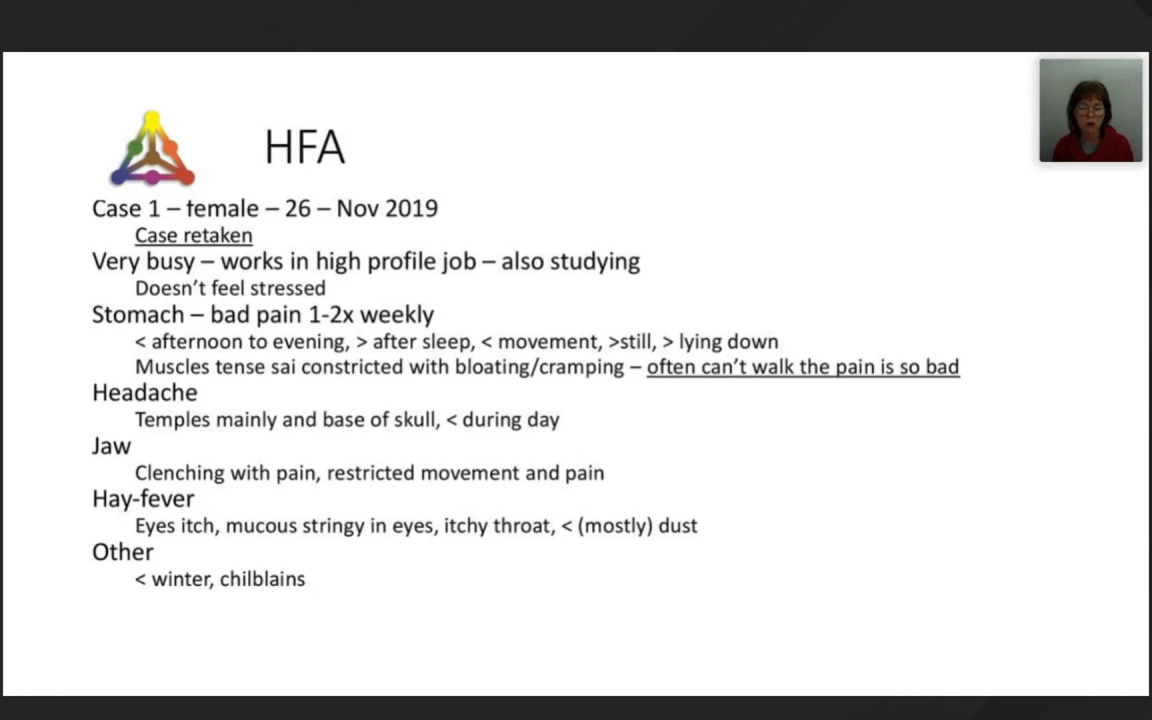 HFA
Case 1 – temale – 26 – Nov 2019
Case retaken
Very busy – works in high profile job – also studying
Doesn't feel stressed
Stomach – bad pain 1-2x weekly
< afternoon to evening, > after sleep, < movement, >still, > lying down
Muscles tense sai constricted with bloating/cramping – often can't walk the pain is so bad
Headache
Temples mainly and base of skull, < during day
Jaw
Clenching with pain, restricted movement and pain
Hay-fever
Eyes itch, mucous stringy in eyes, itchy throat, < (mostly) dust
Other
< winter, chilblains